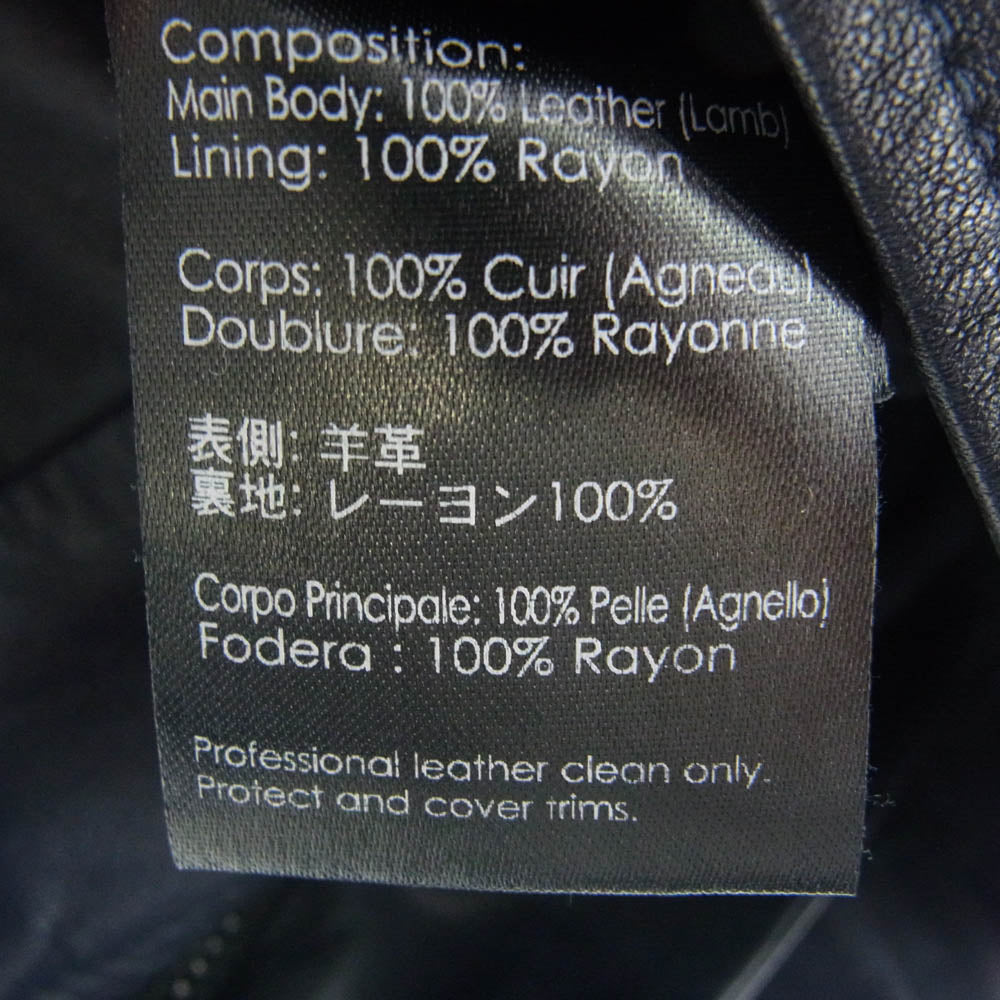 Composition:
Main Body: 100% Leather (Lamb)
Lining: 100% Rayon
Corps: 100% Cuir (Agneau)
Doublure: 100% Rayonne
表側: 羊革
裏地: レーヨン100%
Corpo Principale: 100% Pelle (Agnello)
Fodera : 100% Rayon
Professional leather clean only.
Protect and cover trims.